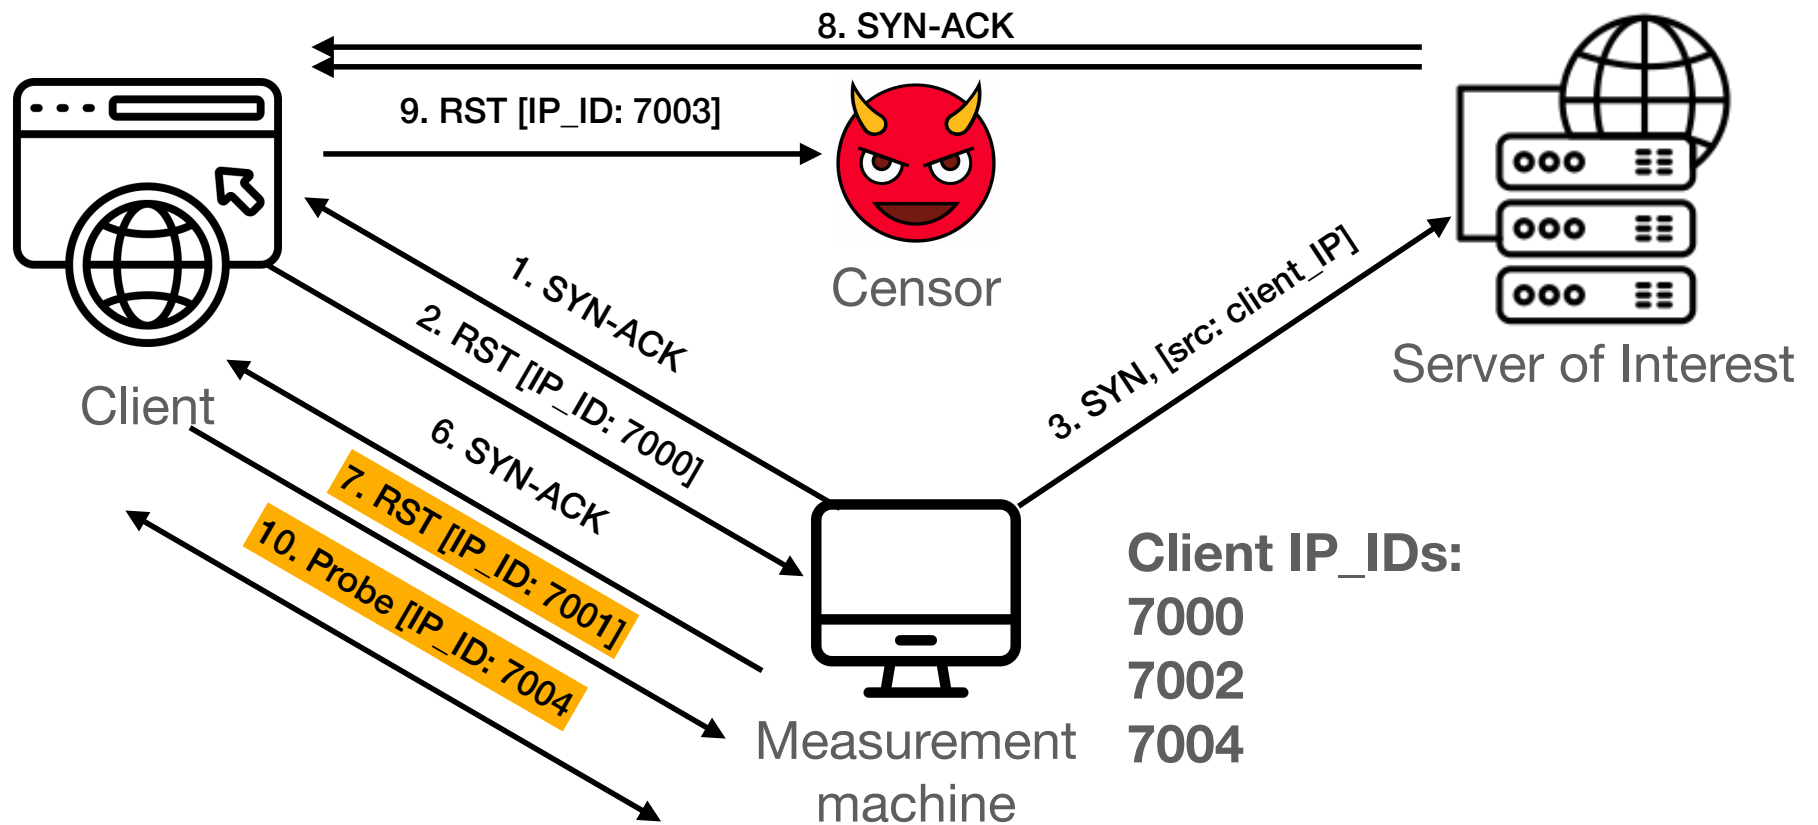 8. SYN-ACK
9. RST [IP_ID: 7003]
Censor
1. SYN-ACK
2. RST [IP_ID: 7000]
3. SYN, [src: client_IP]
Server of Interest
Client
6. SYN-ACK
7. RST [IP_ID: 7001]
10. Probe [IP_ID: 7004
Client IP_IDs:
7000
7002
7004
Measurement
machine